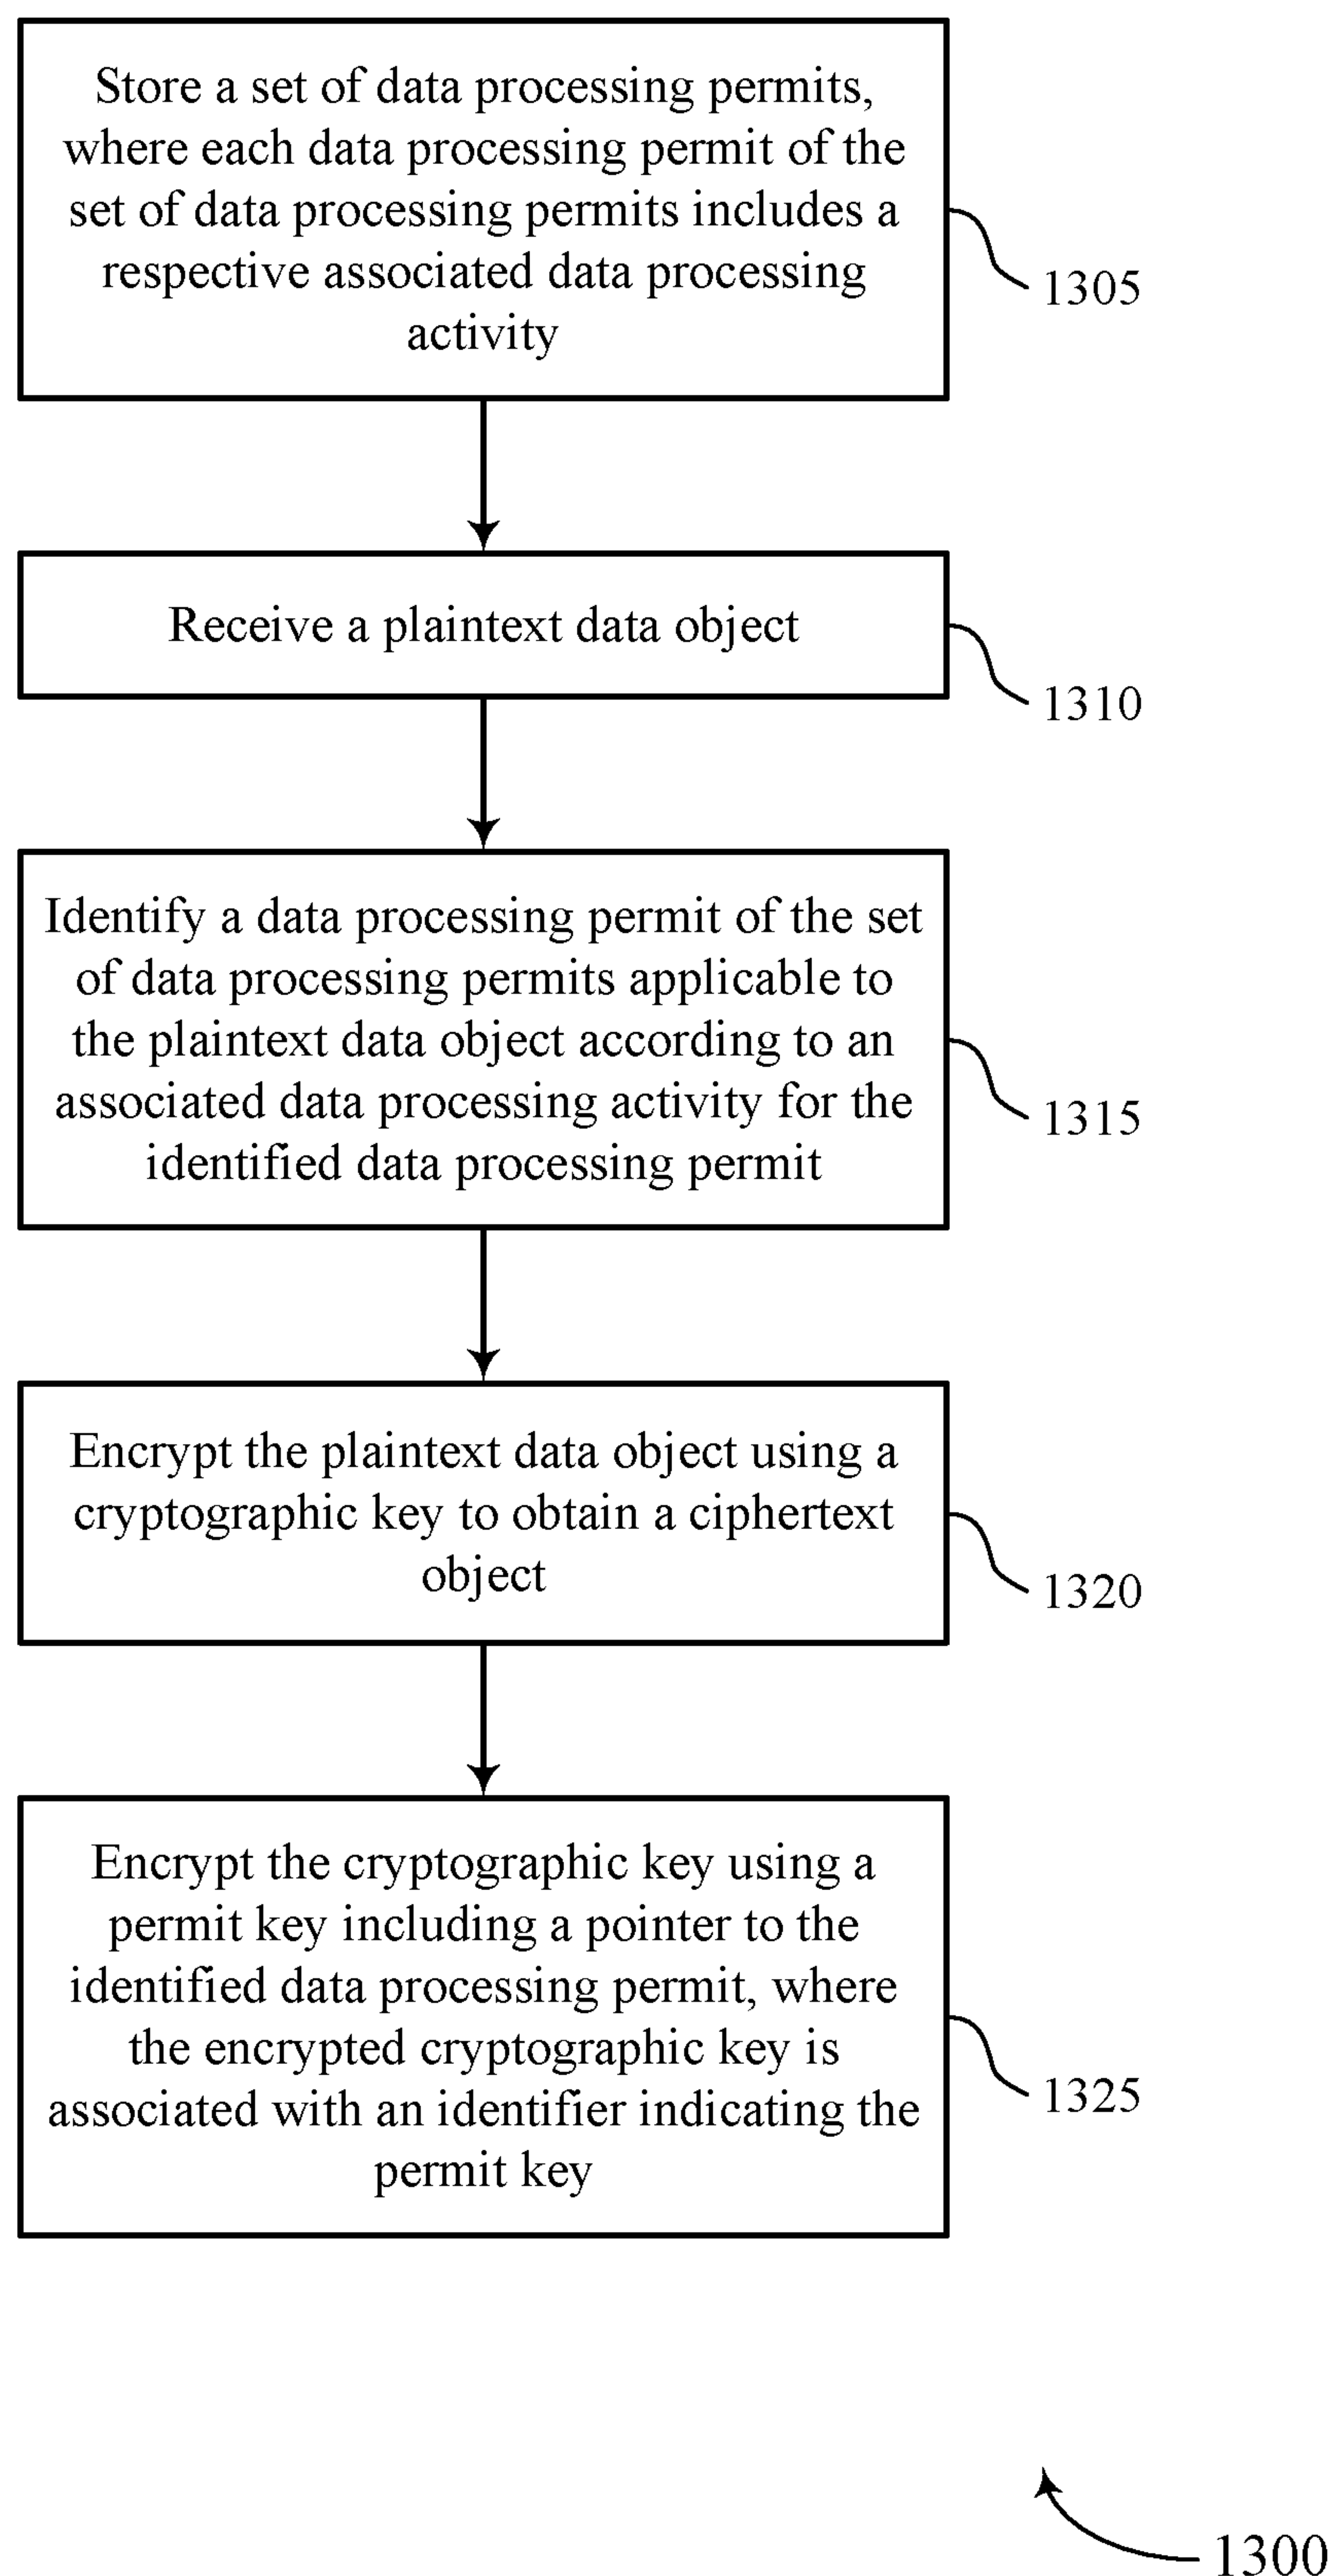 Store a set of data processing permits,
where each data processing permit of the
set of data processing permits includes a
respective associated data processing
activity
1305
Receive a plaintext data object
1310
Identify a data processing permit of the set
of data processing permits applicable to
the plaintext data object according to an
associated data processing activity for the
identified data processing permit
1315
Encrypt the plaintext data object using a
cryptographic key to obtain a ciphertext
object
1320
Encrypt the cryptographic key using a
permit key including a pointer to the
identified data processing permit, where
the encrypted cryptographic key is
associated with an identifier indicating the
permit key
1325
1300